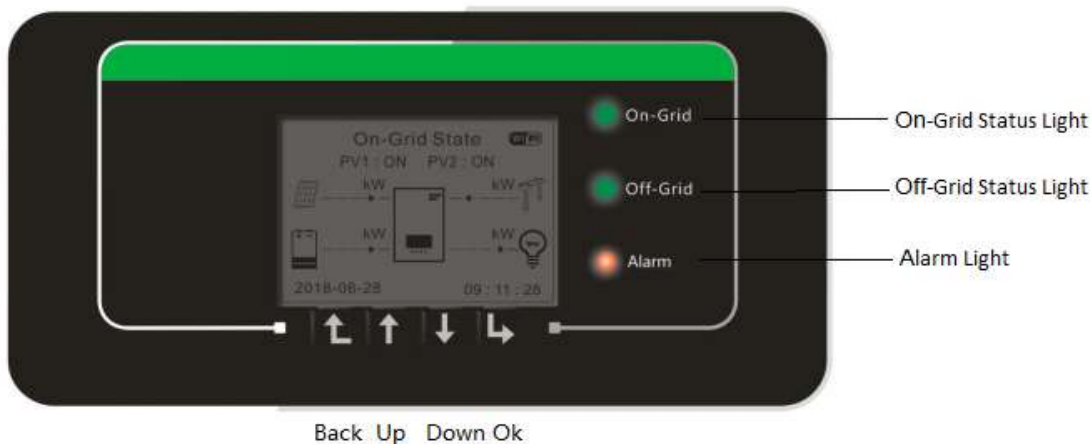 On-Grid State
PV1 : ON PV2 : ON
kW kW
kW kW
2018-06-28 09 : 11 : 28
On-Grid
Off-Grid
Alarm
On-Grid Status Light
Off-Grid Status Light
Alarm Light
Back Up Down Ok